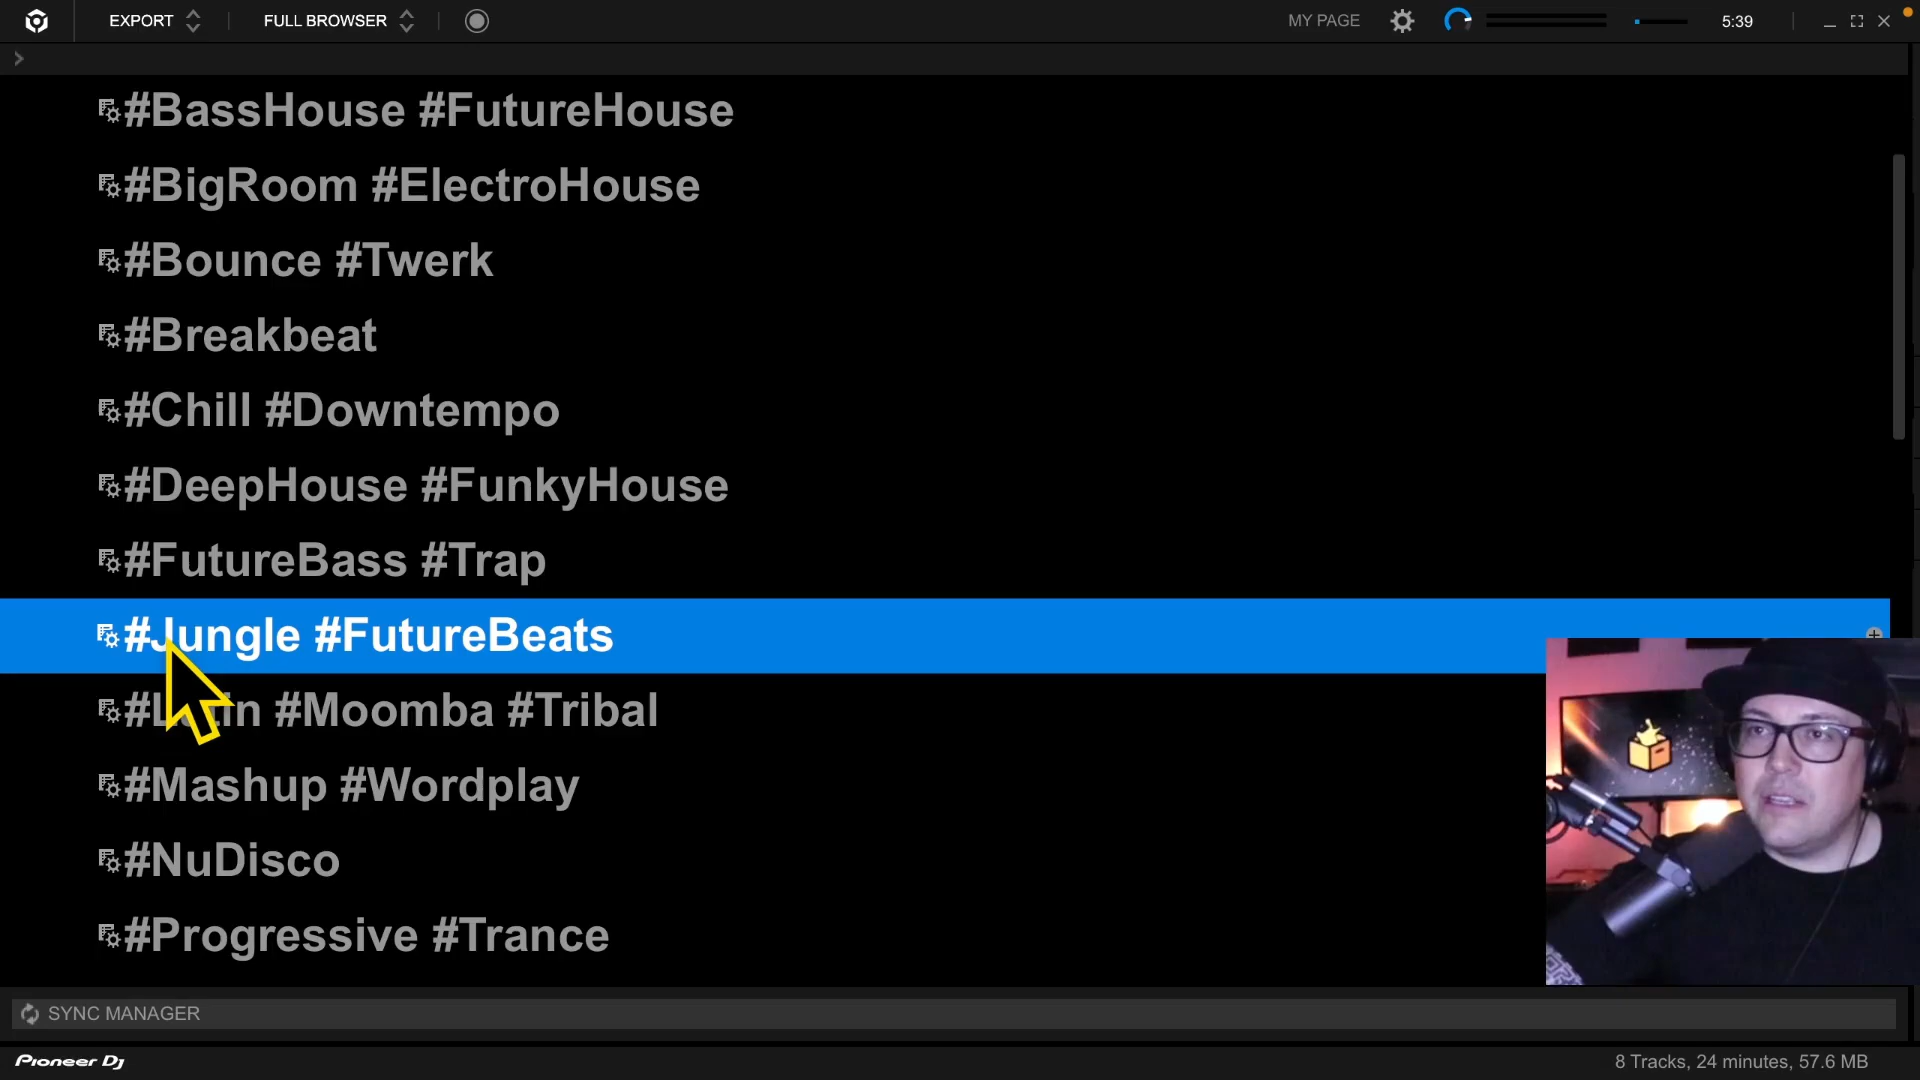 EXPORT FULL BROWSER MY PAGE 5:39
#BassHouse #FutureHouse
#BigRoom #ElectroHouse
#Bounce #Twerk
#Breakbeat
#Chill #Downtempo
#DeepHouse #FunkyHouse
#FutureBass #Trap
#Jungle #FutureBeats
#Latin #Moomba #Tribal
#Mashup #Wordplay
#NuDisco
#Progressive #Trance
SYNC MANAGER
Pioneer Dj 8 Tracks, 24 minutes, 57.6 MB